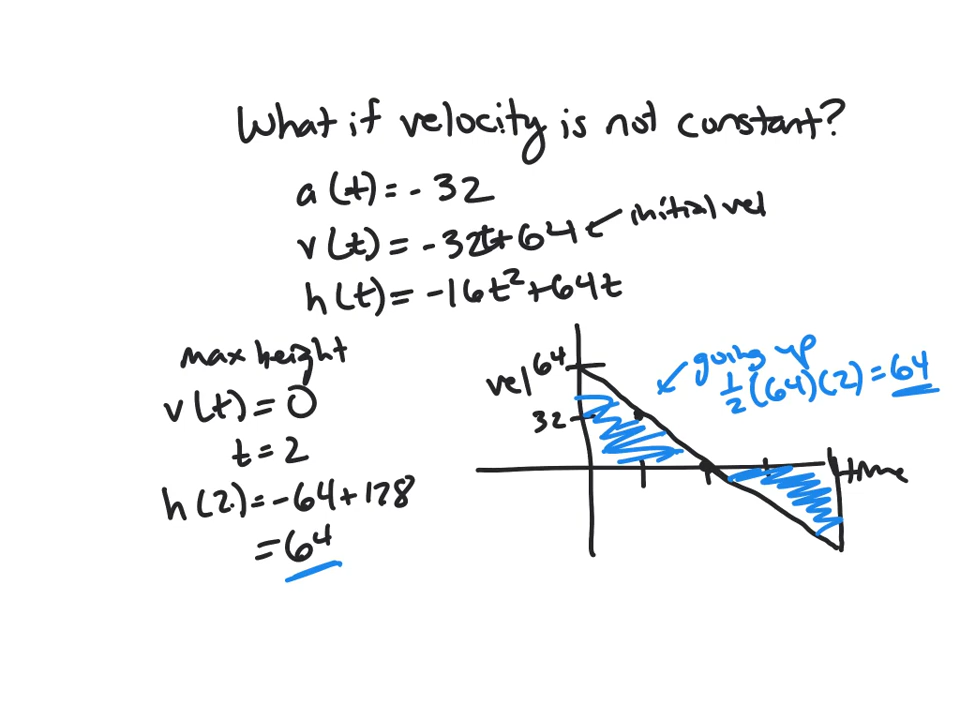 What if velocity is not constant?
a(t) = -32
v(t) = -32t+64 ← initial vel
h(t) = -16t²+64t
max height
v(t) = 0
t = 2
h(2) = -64+128
= 64
going up
½(64)(2) = 64
vel
64
32
time